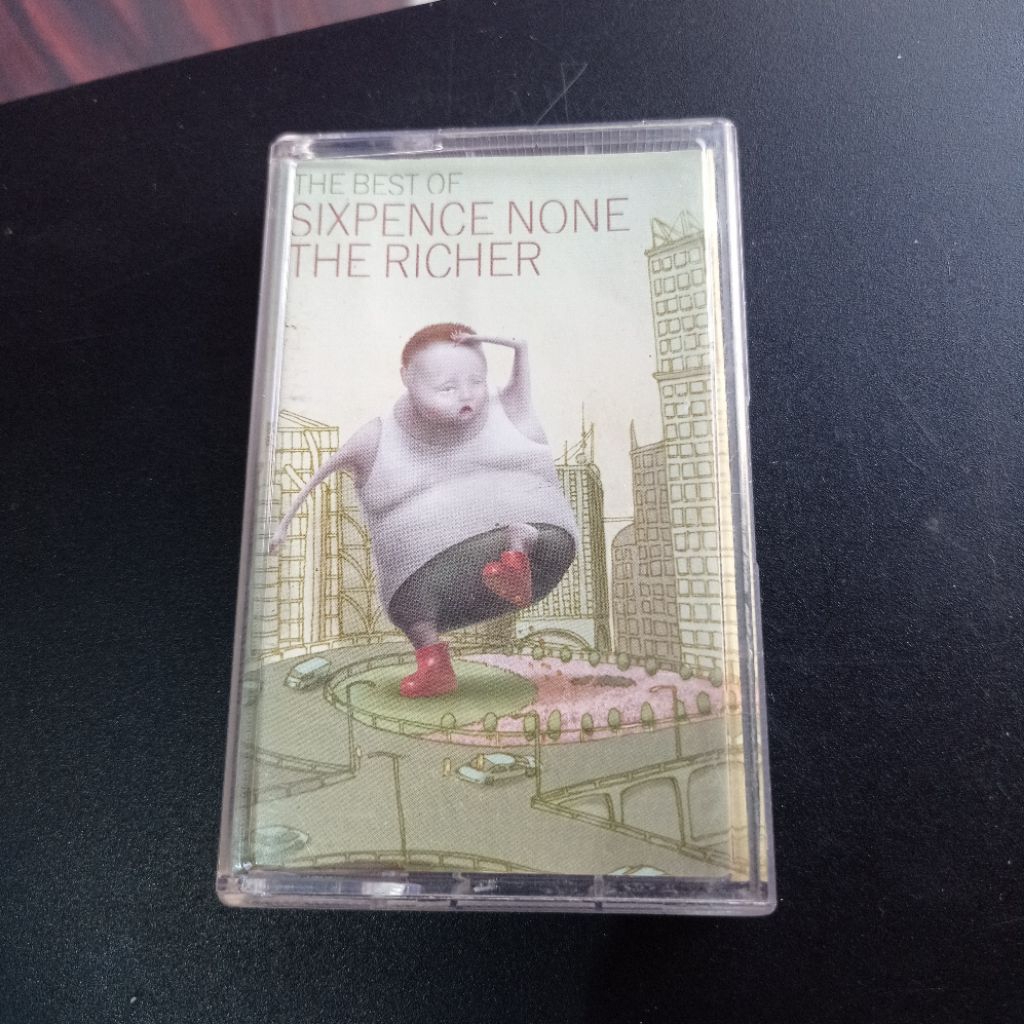 THE BEST OF
SIXPENCE NONE
THE RICHER